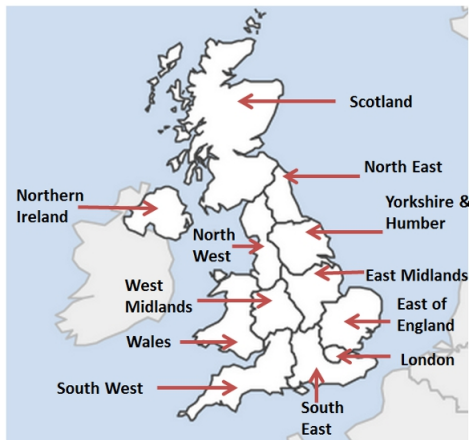 Scotland
North East
Northern
Ireland
Yorkshire &
Humber
North
West
East Midlands
West
Midlands
East of
England
Wales
London
South West
South
East